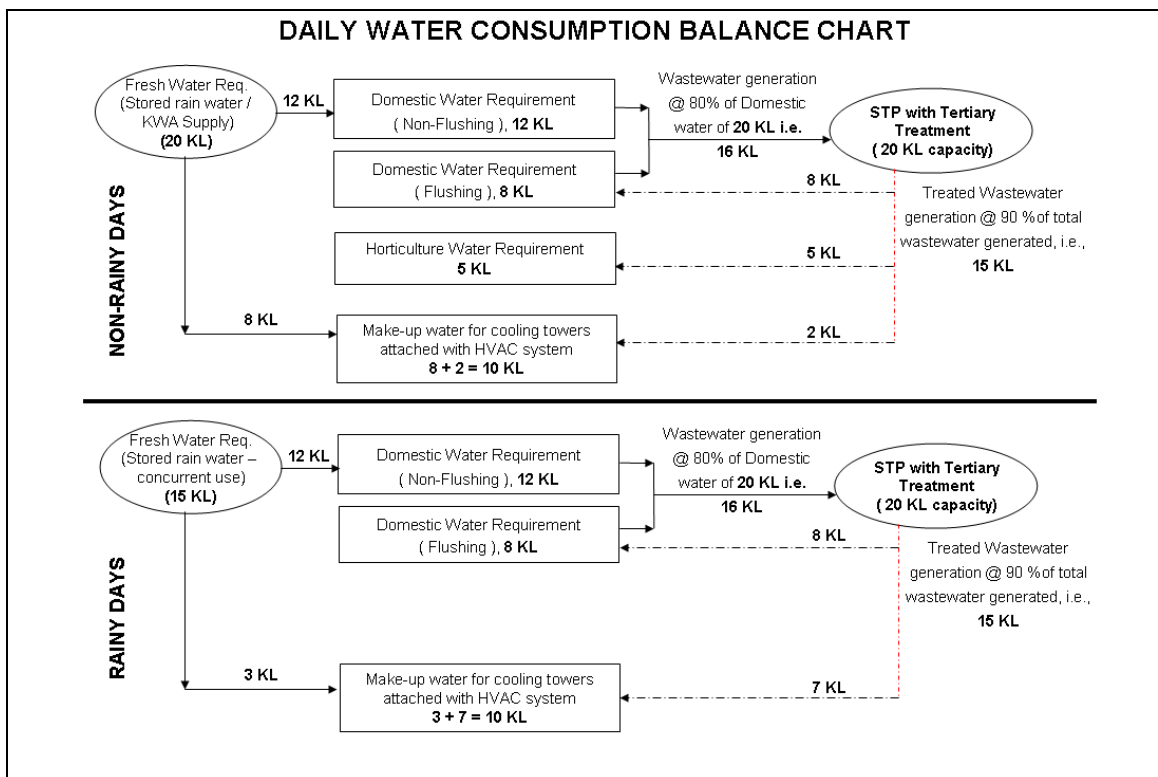 DAILY WATER CONSUMPTION BALANCE CHART
NON-RAINY DAYS
Fresh Water Req.
(Stored rain water /
KWA Supply)
(20 KL)
12 KL
Domestic Water Requirement
( Non-Flushing ), 12 KL
Domestic Water Requirement
( Flushing ), 8 KL
Wastewater generation
@ 80% of Domestic
water of 20 KL i.e.
16 KL
STP with Tertiary
Treatment
( 20 KL capacity)
8 KL
Treated Wastewater
generation @ 90 % of total
wastewater generated, i.e.,
15 KL
Horticulture Water Requirement
5 KL
5 KL
8 KL
Make-up water for cooling towers
attached with HVAC system
8 + 2 = 10 KL
2 KL
RAINY DAYS
Fresh Water Req.
(Stored rain water –
concurrent use)
(15 KL)
12 KL
Domestic Water Requirement
( Non-Flushing ), 12 KL
Domestic Water Requirement
( Flushing ), 8 KL
Wastewater generation
@ 80% of Domestic
water of 20 KL i.e.
16 KL
STP with Tertiary
Treatment
( 20 KL capacity)
8 KL
Treated Wastewater
generation @ 90 % of total
wastewater generated, i.e.,
15 KL
3 KL
Make-up water for cooling towers
attached with HVAC system
3 + 7 = 10 KL
7 KL